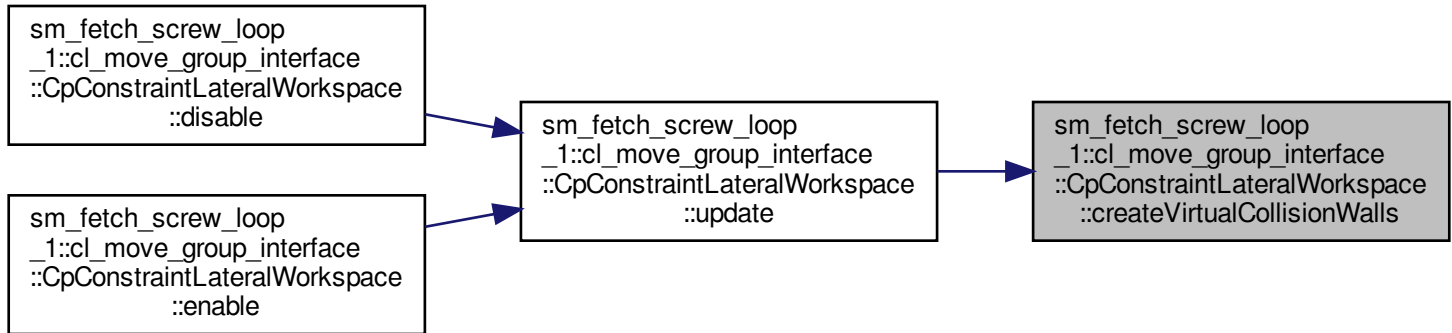 sm_fetch_screw_loop
_1::cl_move_group_interface
::CpConstraintLateralWorkspace
::disable
sm_fetch_screw_loop
_1::cl_move_group_interface
::CpConstraintLateralWorkspace
::enable
sm_fetch_screw_loop
_1::cl_move_group_interface
::CpConstraintLateralWorkspace
::update
sm_fetch_screw_loop
_1::cl_move_group_interface
::CpConstraintLateralWorkspace
::createVirtualCollisionWalls